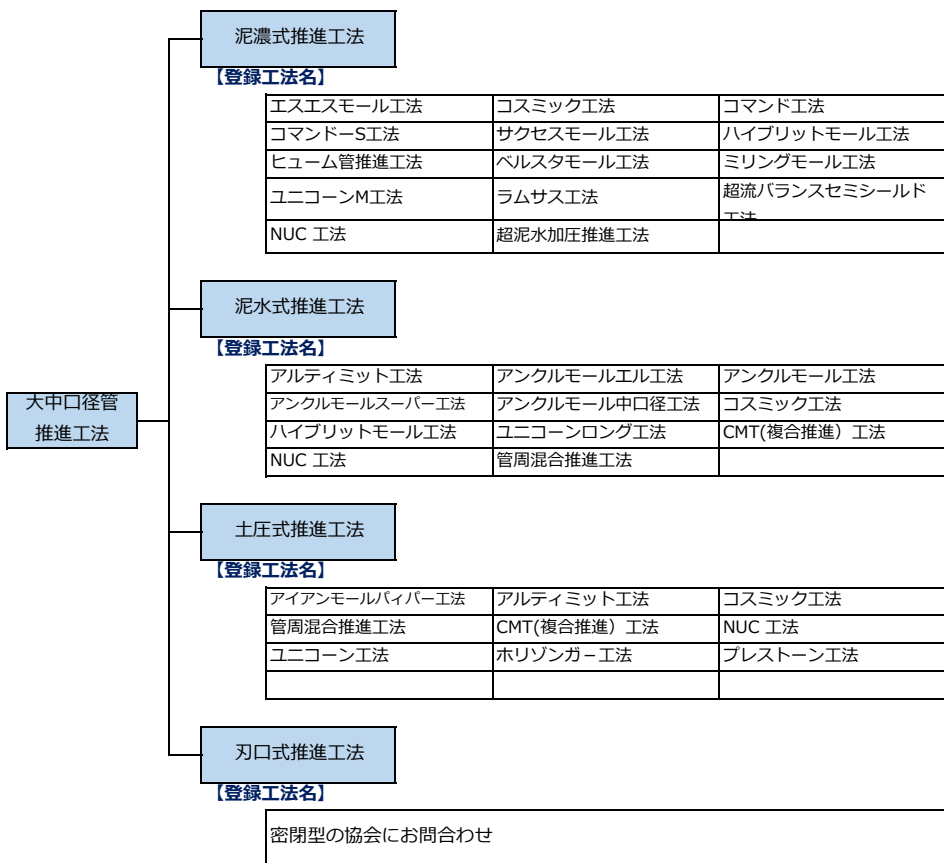 泥濃式推進工法
【登録工法名】
エスエスモール工法 コスミック工法 コマンド工法
コマンドーS工法 サクセスモール工法 ハイブリットモール工法
ヒューム管推進工法 ベルスタモール工法 ミリングモール工法
ユニコーンM工法 ラムサス工法 超流バランスセミシールド
工法
NUC 工法 超泥水加圧推進工法
泥水式推進工法
【登録工法名】
アルティミット工法 アンクルモールエル工法 アンクルモール工法
アンクルモールスーパー工法 アンクルモール中口径工法 コスミック工法
ハイブリットモール工法 ユニコーンロング工法 CMT(複合推進）工法
NUC 工法 管周混合推進工法
大中口径管
推進工法
土圧式推進工法
【登録工法名】
アイアンモールパィパー工法 アルティミット工法 コスミック工法
管周混合推進工法 CMT(複合推進）工法 NUC 工法
ユニコーン工法 ホリゾンガ－工法 プレストーン工法
刃口式推進工法
【登録工法名】
密閉型の協会にお問合わせ